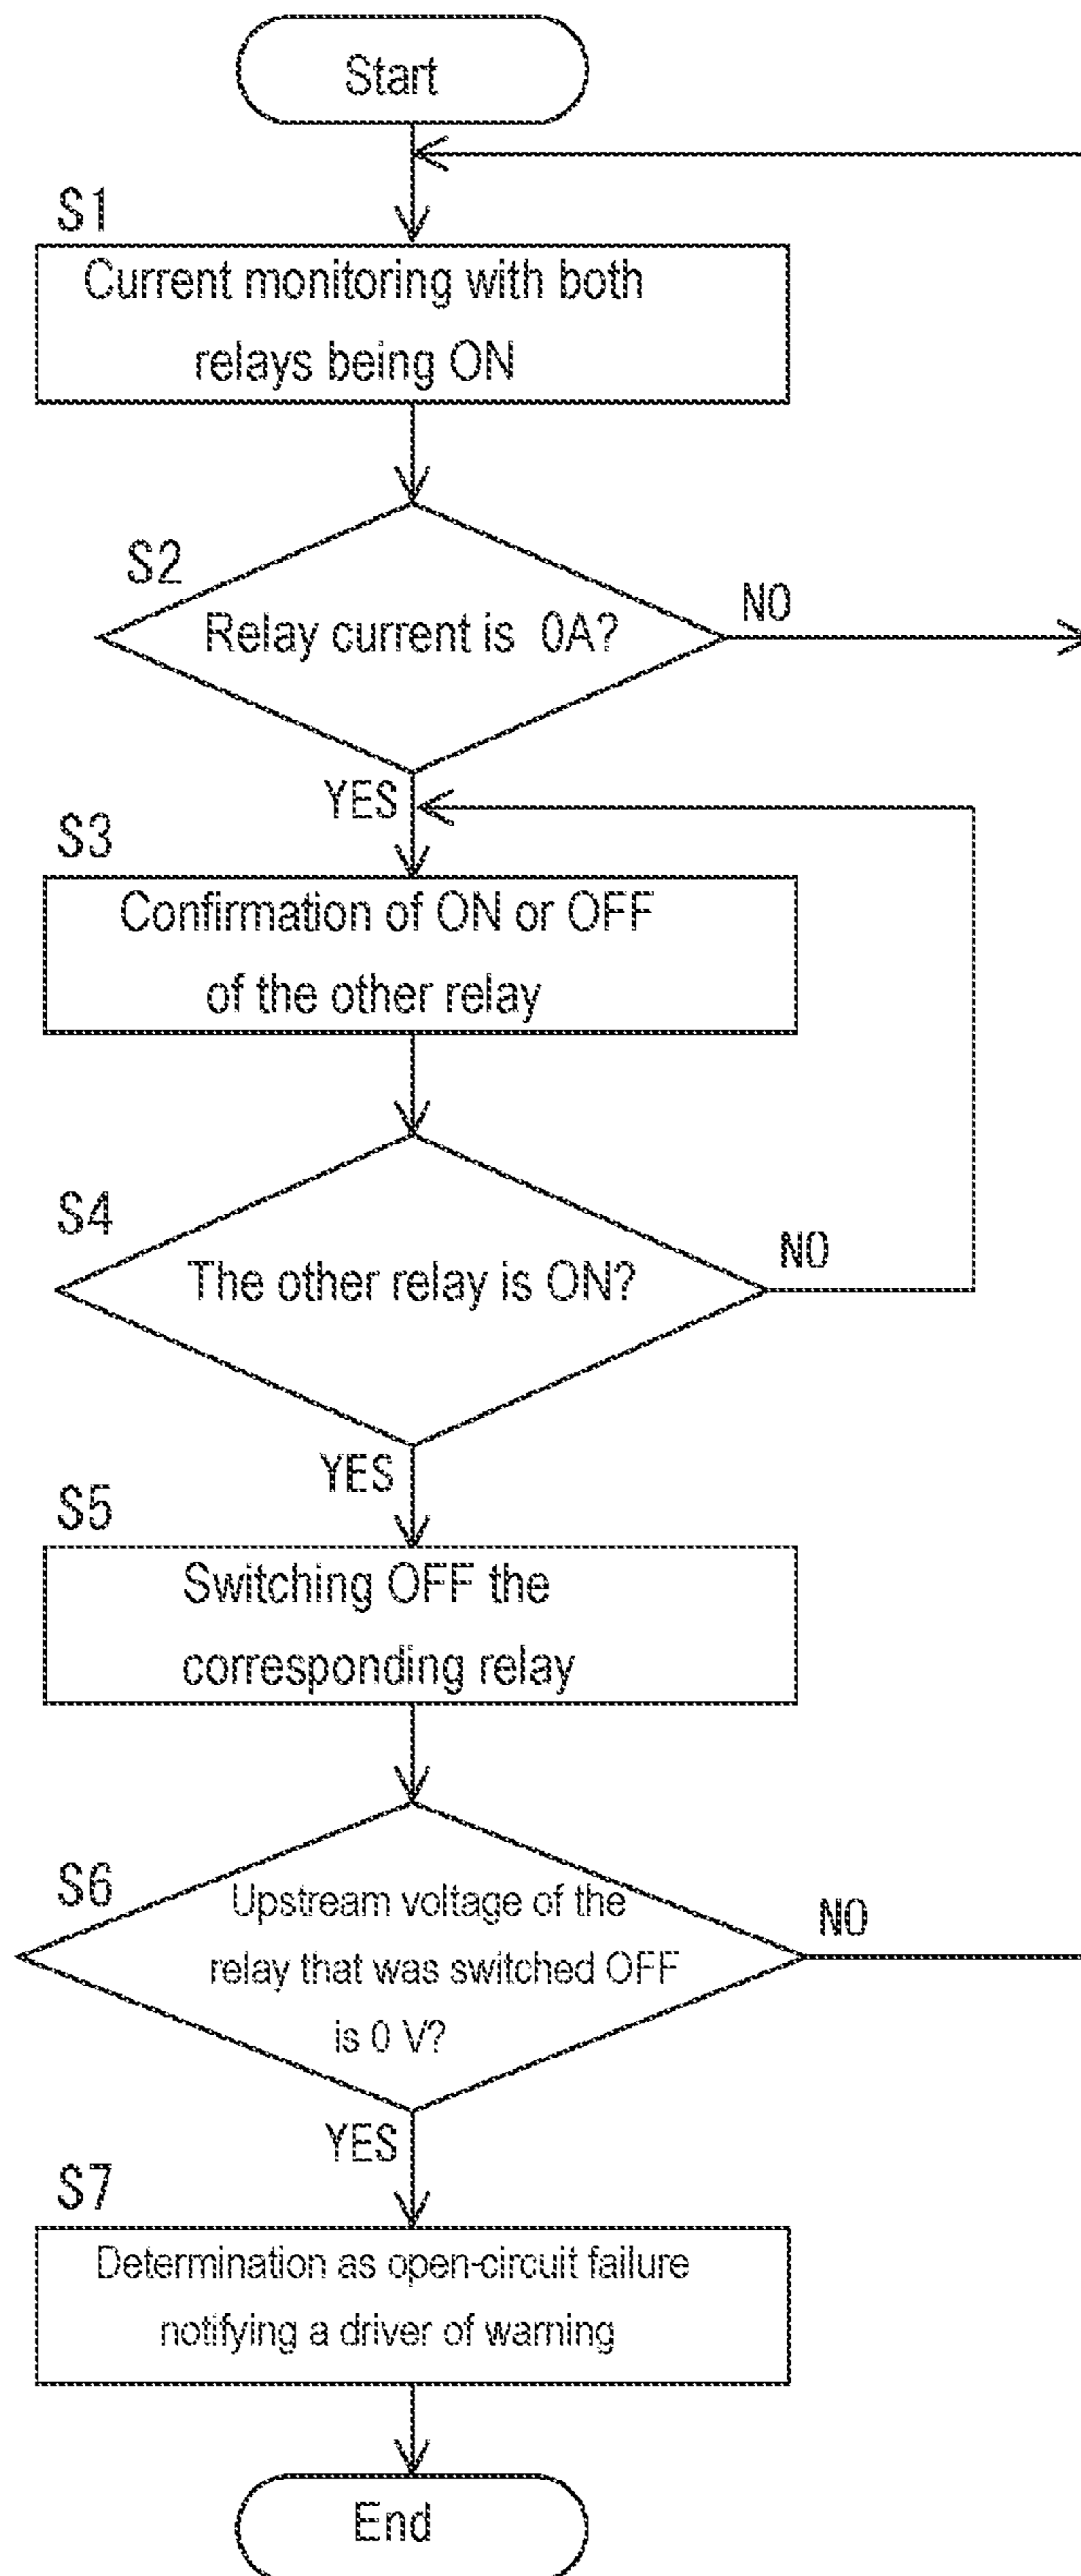 Start
S1
Current monitoring with both
relays being ON
S2
Relay current is 0A?
NO
YES
S3
Confirmation of ON or OFF
of the other relay
S4
The other relay is ON?
NO
YES
S5
Switching OFF the
corresponding relay
S6
Upstream voltage of the
relay that was switched OFF
is 0 V?
NO
YES
S7
Determination as open-circuit failure
notifying a driver of warning
End